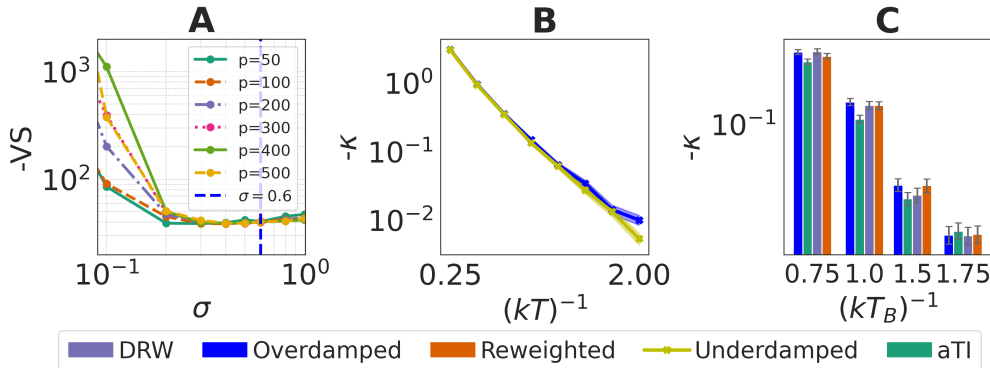 A
B
C
-VS
10³
10²
p=50
p=100
p=200
p=300
p=400
p=500
σ = 0.6
10⁻¹
10⁰
σ
-κ
10⁰
10⁻¹
10⁻²
0.25
2.00
(kT)⁻¹
-κ
10⁻¹
0.75 1.0 1.5 1.75
(kT_B)⁻¹
DRW Overdamped Reweighted Underdamped aTI